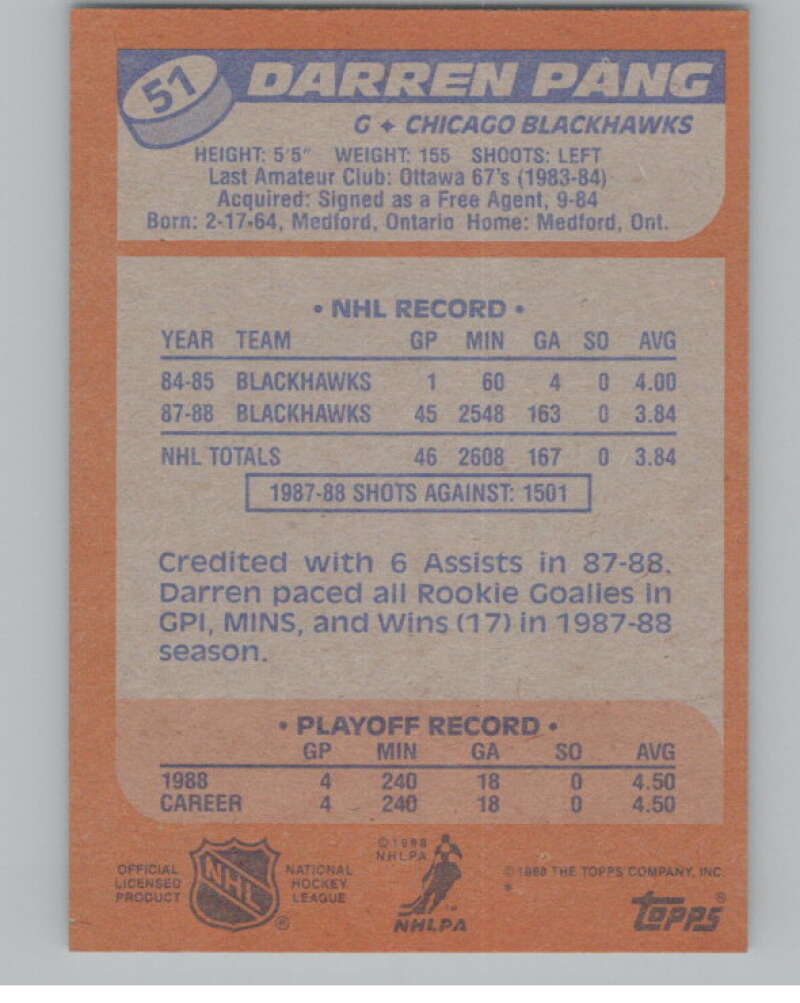 51
DARREN PANG
G ✦ CHICAGO BLACKHAWKS
HEIGHT: 5'5" WEIGHT: 155 SHOOTS: LEFT
Last Amateur Club: Ottawa 67's (1983-84)
Acquired: Signed as a Free Agent, 9-84
Born: 2-17-64, Medford, Ontario Home: Medford, Ont.
• NHL RECORD •
YEAR TEAM GP MIN GA SO AVG
84-85 BLACKHAWKS 1 60 4 0 4.00
87-88 BLACKHAWKS 45 2548 163 0 3.84
NHL TOTALS 46 2608 167 0 3.84
1987-88 SHOTS AGAINST: 1501
Credited with 6 Assists in 87-88.
Darren paced all Rookie Goalies in
GPI, MINS, and Wins (17) in 1987-88
season.
• PLAYOFF RECORD •
GP MIN GA SO AVG
1988 4 240 18 0 4.50
CAREER 4 240 18 0 4.50
OFFICIAL
LICENSED
PRODUCT
NHL ®
NATIONAL
HOCKEY
LEAGUE
©1988
NHLPA
NHLPA
©1988 THE TOPPS COMPANY, INC.
*
topps®